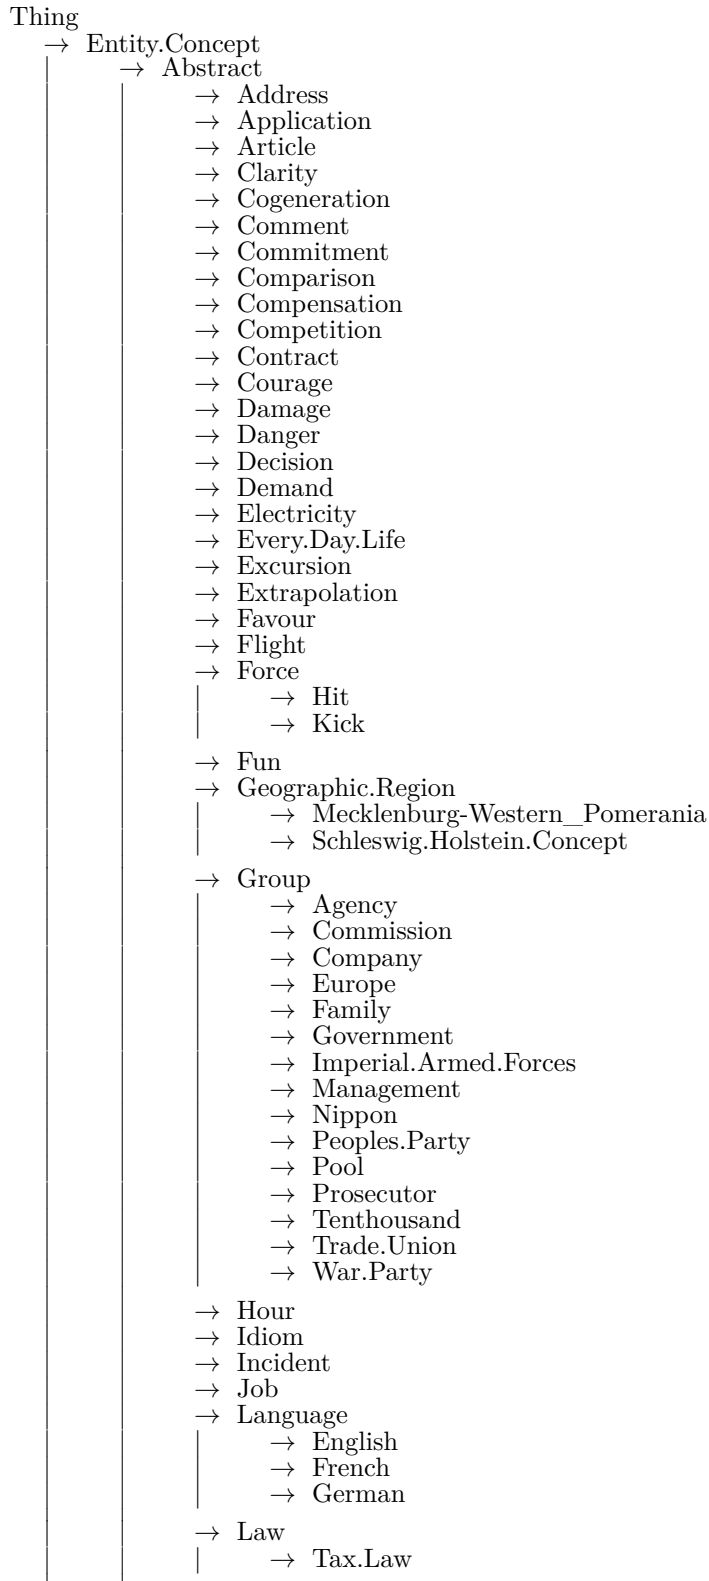 Thing
→ Entity.Concept
→ Abstract
→ Address
→ Application
→ Article
→ Clarity
→ Cogeneration
→ Comment
→ Commitment
→ Comparison
→ Compensation
→ Competition
→ Contract
→ Courage
→ Damage
→ Danger
→ Decision
→ Demand
→ Electricity
→ Every.Day.Life
→ Excursion
→ Extrapolation
→ Favour
→ Flight
→ Force
→ Hit
→ Kick
→ Fun
→ Geographic.Region
→ Mecklenburg-Western_Pomerania
→ Schleswig.Holstein.Concept
→ Group
→ Agency
→ Commission
→ Company
→ Europe
→ Family
→ Government
→ Imperial.Armed.Forces
→ Management
→ Nippon
→ Peoples.Party
→ Pool
→ Prosecutor
→ Tenthousand
→ Trade.Union
→ War.Party
→ Hour
→ Idiom
→ Incident
→ Job
→ Language
→ English
→ French
→ German
→ Law
→ Tax.Law